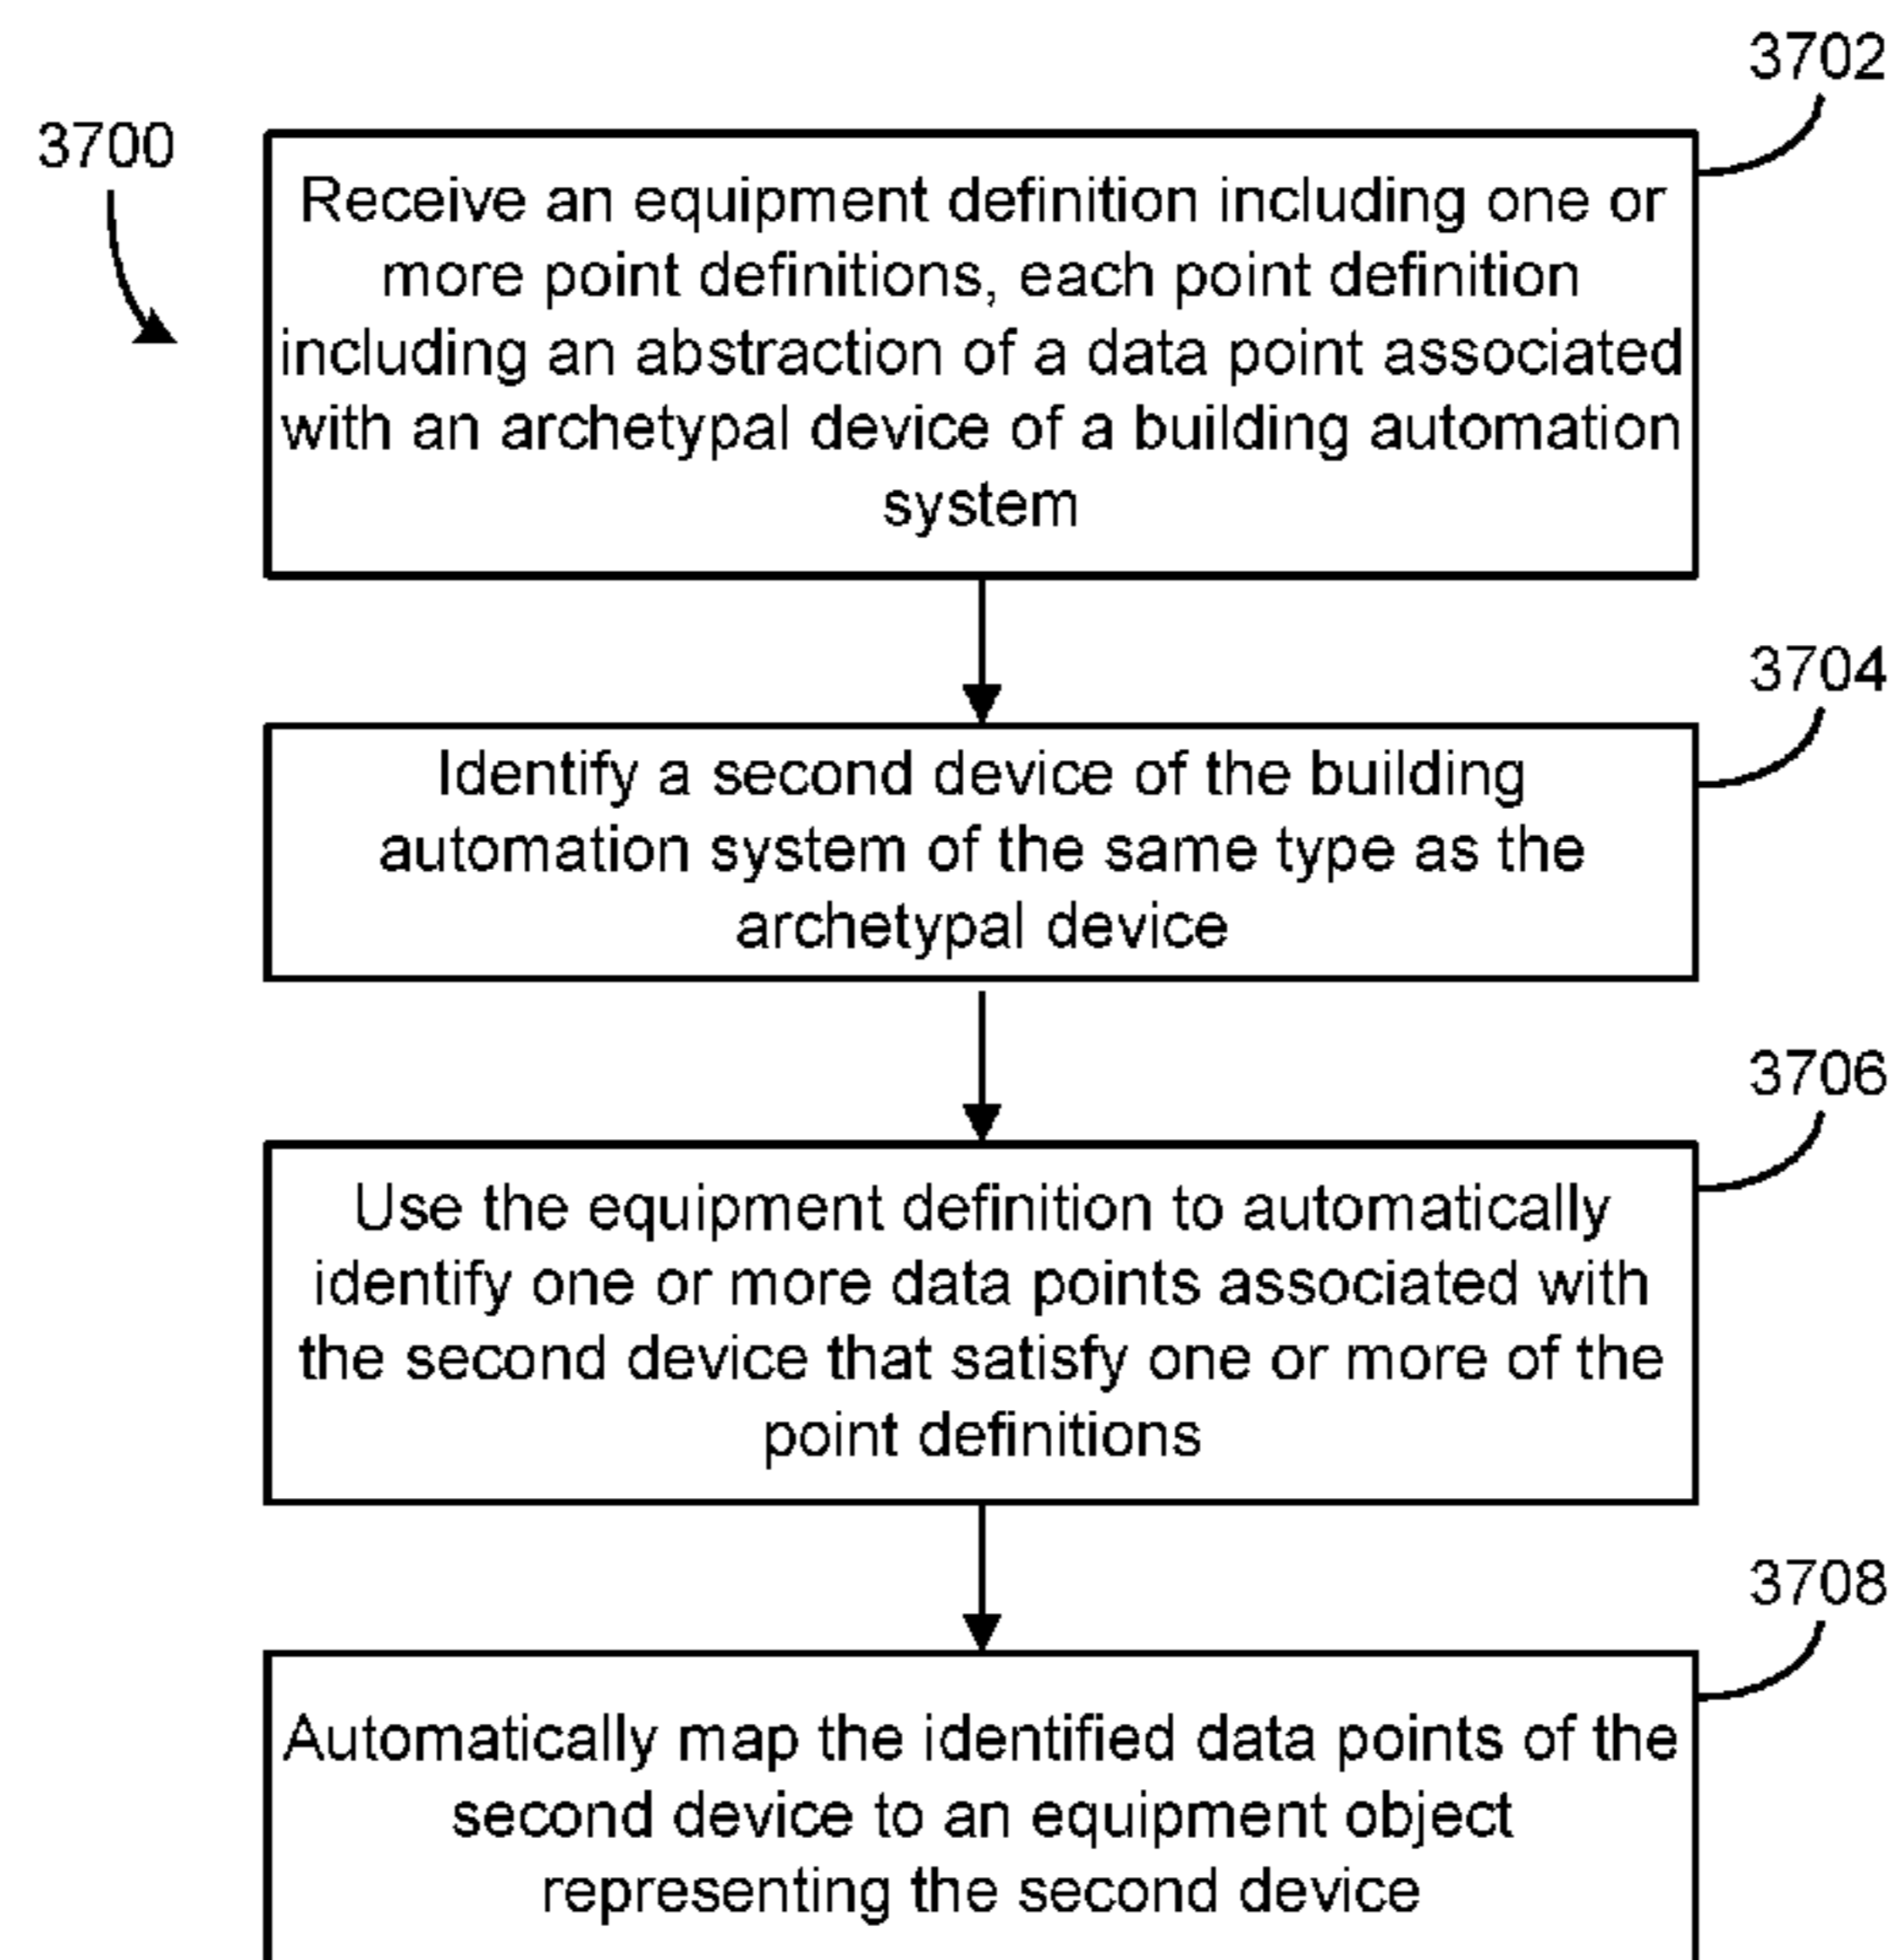 3702
3700
Receive an equipment definition including one or
more point definitions, each point definition
including an abstraction of a data point associated
with an archetypal device of a building automation
system
3704
Identify a second device of the building
automation system of the same type as the
archetypal device
3706
Use the equipment definition to automatically
identify one or more data points associated with
the second device that satisfy one or more of the
point definitions
3708
Automatically map the identified data points of the
second device to an equipment object
representing the second device